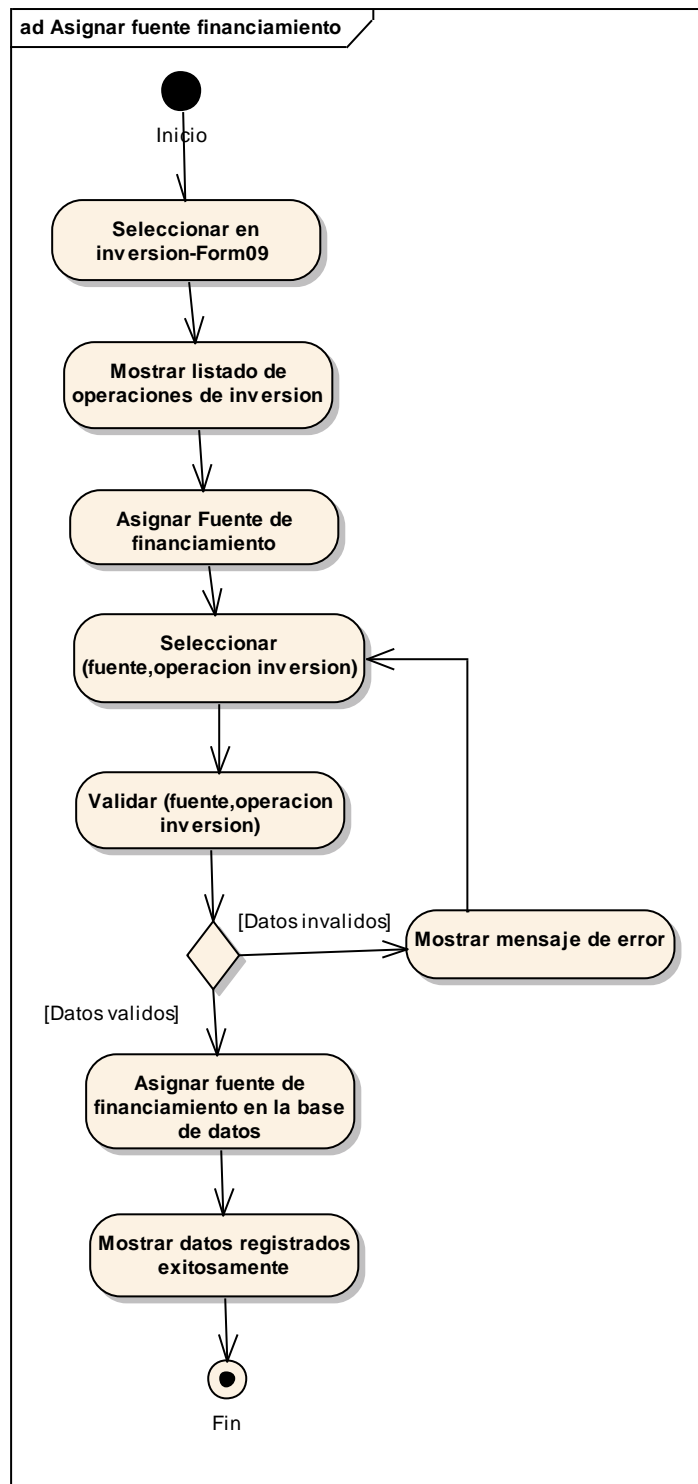 ad Asignar fuente financiamiento
Inicio
Seleccionar en
inversion-Form09
Mostrar listado de
operaciones de inversion
Asignar Fuente de
financiamiento
Seleccionar
(fuente,operacion inversion)
Validar (fuente,operacion
inversion)
[Datos invalidos]
Mostrar mensaje de error
[Datos validos]
Asignar fuente de
financiamiento en la base
de datos
Mostrar datos registrados
exitosamente
Fin